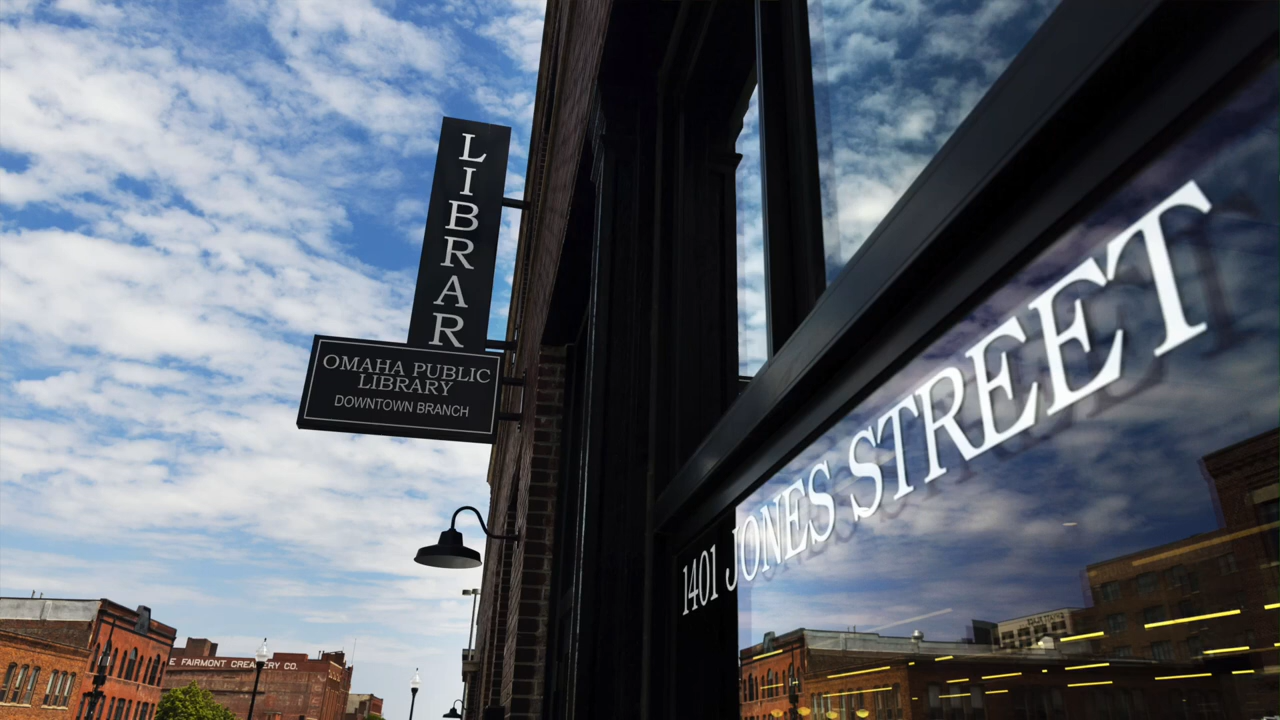 LIBRAR
OMAHA PUBLIC
LIBRARY
DOWNTOWN BRANCH
1401 JONES STREET
E FAIRMONT CREAMERY CO.